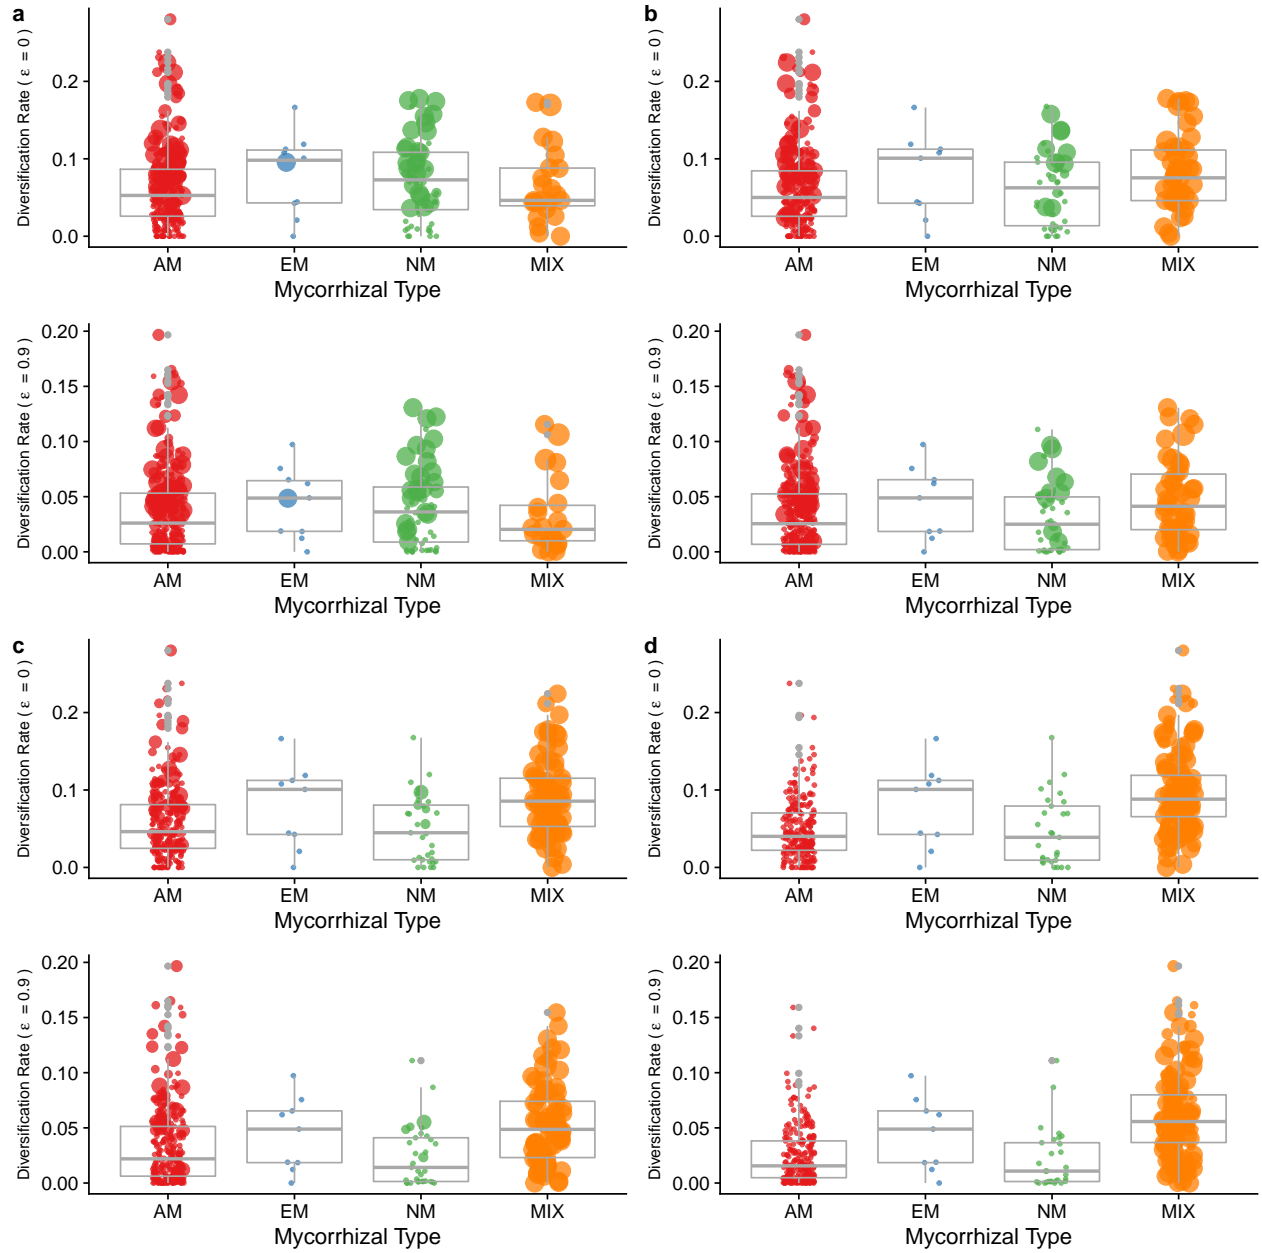 a
Diversification Rate ( ε = 0 )
0.2
0.1
0.0
AM EM NM MIX
Mycorrhizal Type
b
Diversification Rate ( ε = 0 )
0.2
0.1
0.0
AM EM NM MIX
Mycorrhizal Type
Diversification Rate ( ε = 0.9 )
0.20
0.15
0.10
0.05
0.00
AM EM NM MIX
Mycorrhizal Type
Diversification Rate ( ε = 0.9 )
0.20
0.15
0.10
0.05
0.00
AM EM NM MIX
Mycorrhizal Type
c
Diversification Rate ( ε = 0 )
0.2
0.1
0.0
AM EM NM MIX
Mycorrhizal Type
d
Diversification Rate ( ε = 0 )
0.2
0.1
0.0
AM EM NM MIX
Mycorrhizal Type
Diversification Rate ( ε = 0.9 )
0.20
0.15
0.10
0.05
0.00
AM EM NM MIX
Mycorrhizal Type
Diversification Rate ( ε = 0.9 )
0.20
0.15
0.10
0.05
0.00
AM EM NM MIX
Mycorrhizal Type